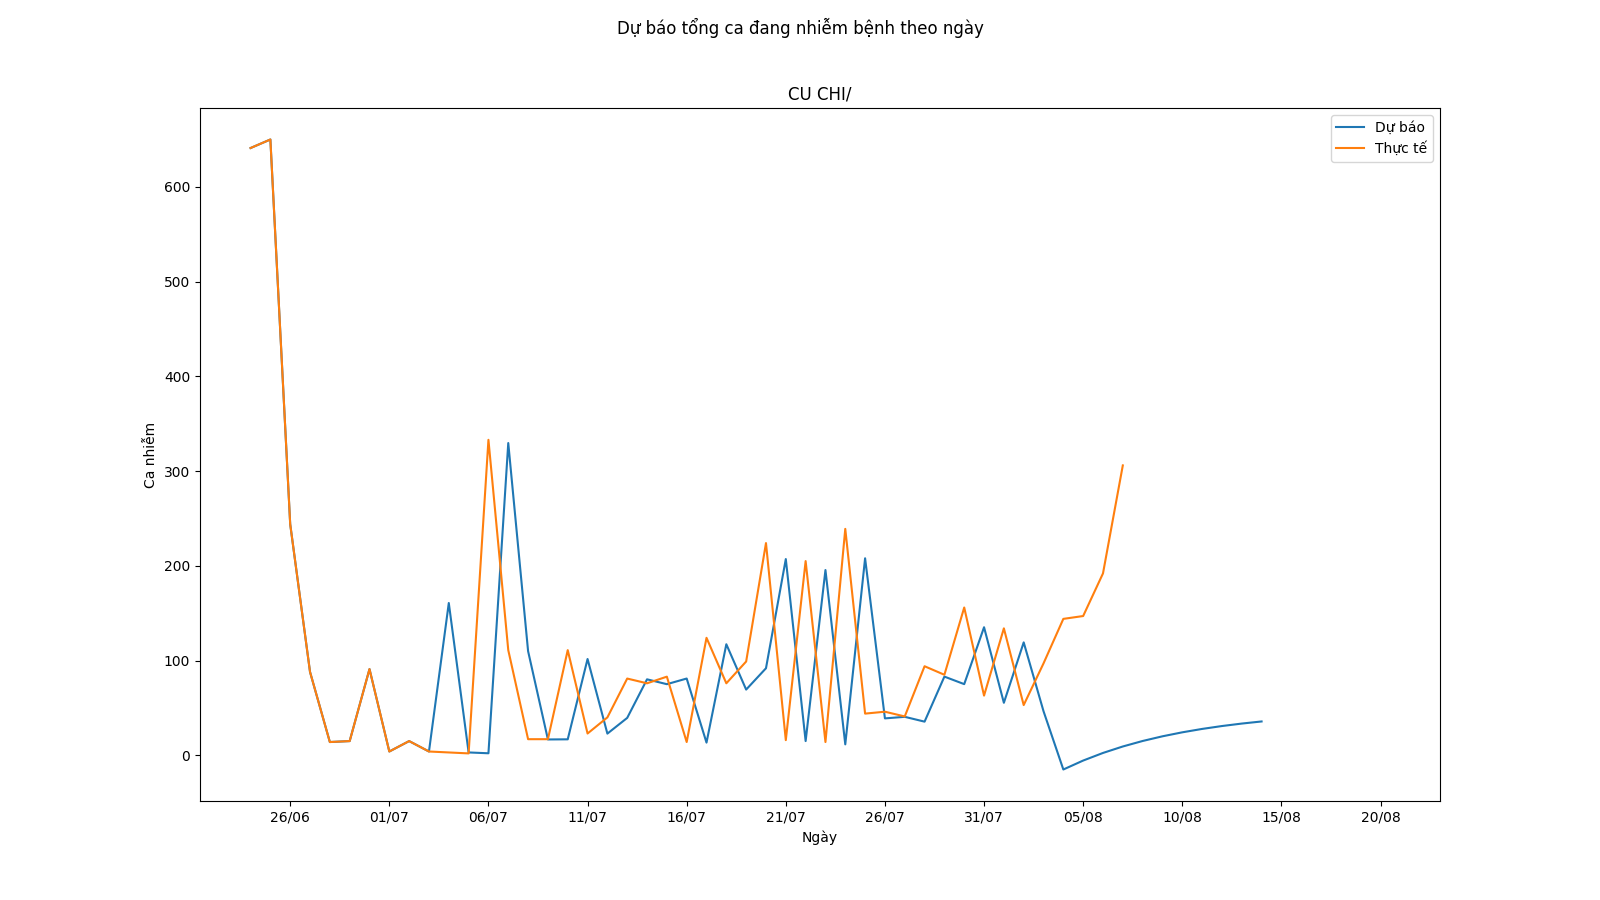 Dự báo tổng ca đang nhiễm bệnh theo ngày
CU CHI/
Dự báo
Thực tế
600
500
400
300
200
100
0
Ca nhiễm
26/06 01/07 06/07 11/07 16/07 21/07 26/07 31/07 05/08 10/08 15/08 20/08
Ngày